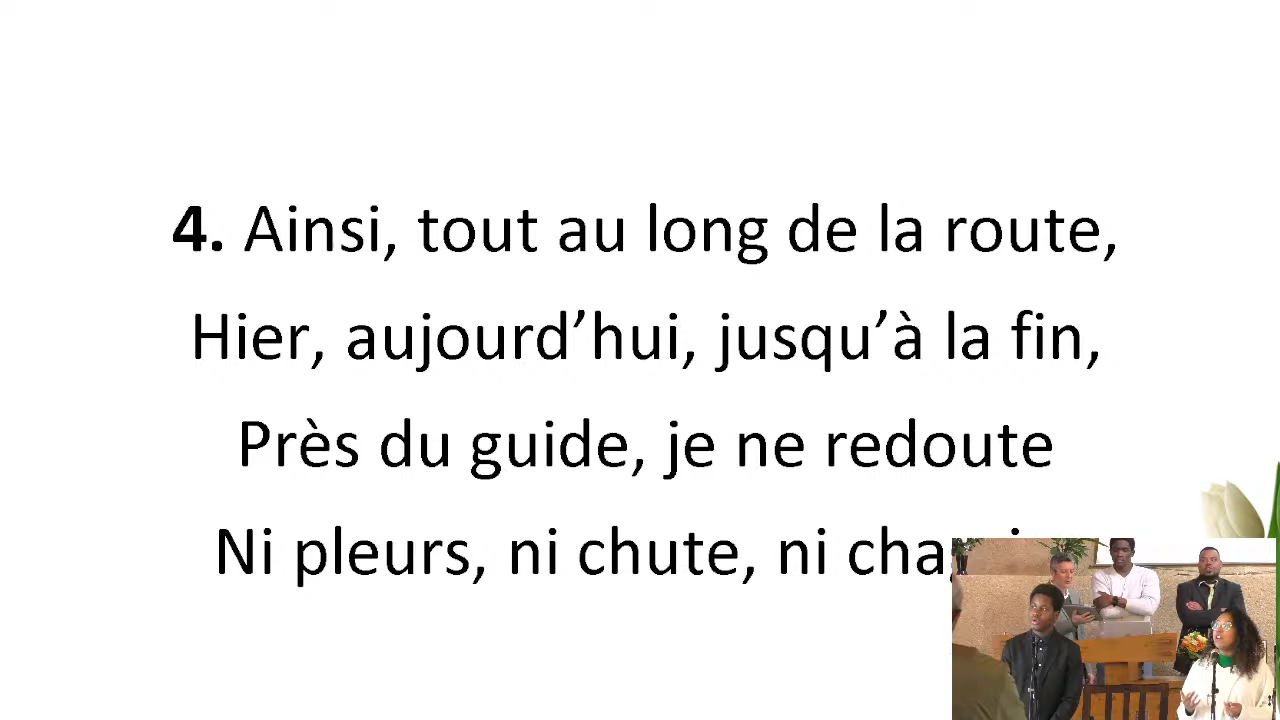 4. Ainsi, tout au long de la route,
Hier, aujourd’hui, jusqu’à la fin,
Près du guide, je ne redoute
Ni pleurs, ni chute, ni